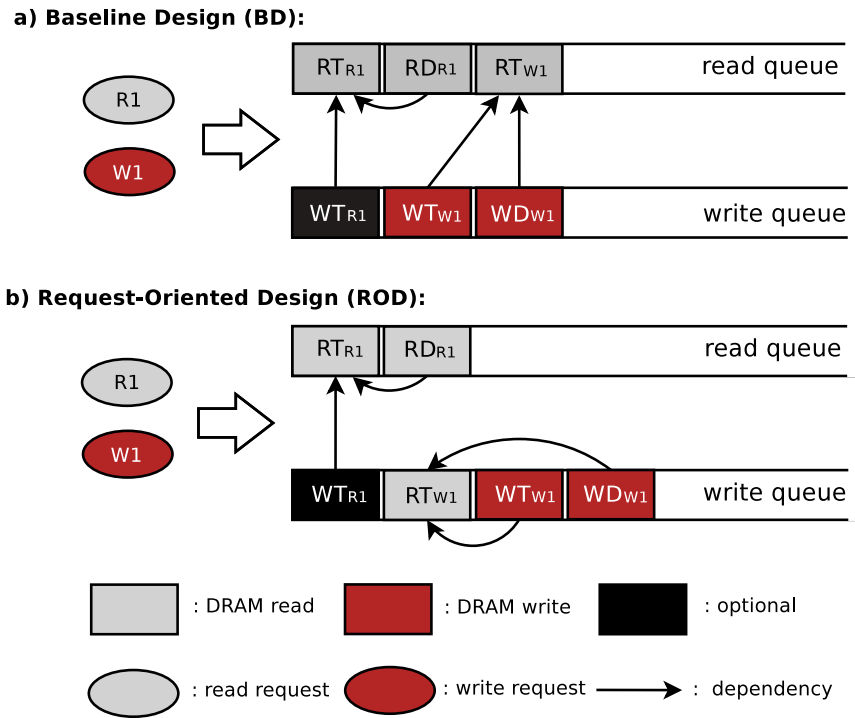 a) Baseline Design (BD):
RTR1 RDR1 RTW1 read queue
R1
W1
WTR1 WTW1 WDW1 write queue
b) Request-Oriented Design (ROD):
RTR1 RDR1 read queue
R1
W1
WTR1 RTW1 WTW1 WDW1 write queue
: DRAM read : DRAM write : optional
: read request : write request : dependency